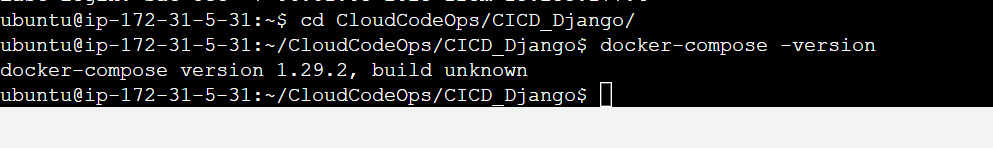 ubuntu@ip-172-31-5-31:~$ cd CloudCodeOps/CICD_Django/
ubuntu@ip-172-31-5-31:~/CloudCodeOps/CICD_Django$ docker-compose -version
docker-compose version 1.29.2, build unknown
ubuntu@ip-172-31-5-31:~/CloudCodeOps/CICD_Django$